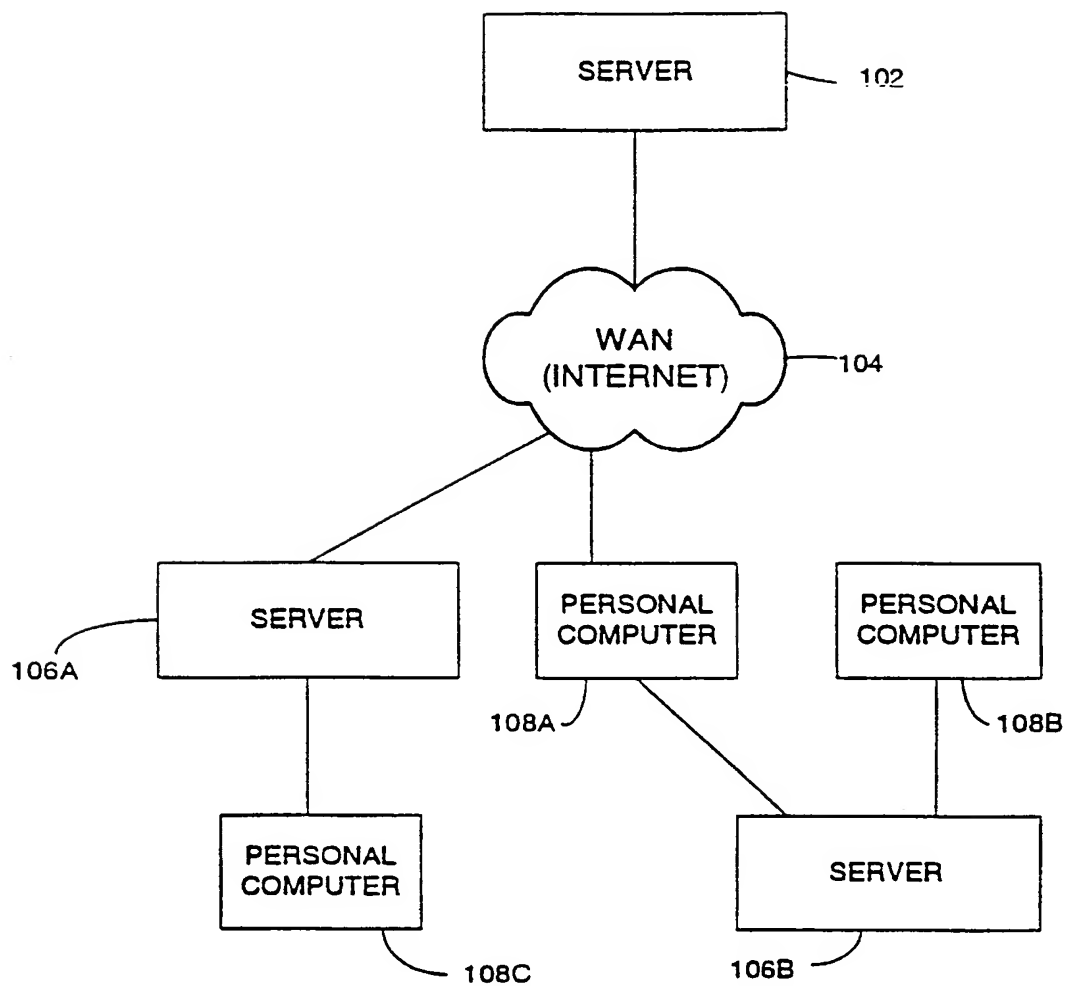 SERVER
102
WAN
(INTERNET)
104
SERVER
106A
PERSONAL
COMPUTER
108A
PERSONAL
COMPUTER
108B
PERSONAL
COMPUTER
108C
SERVER
106B